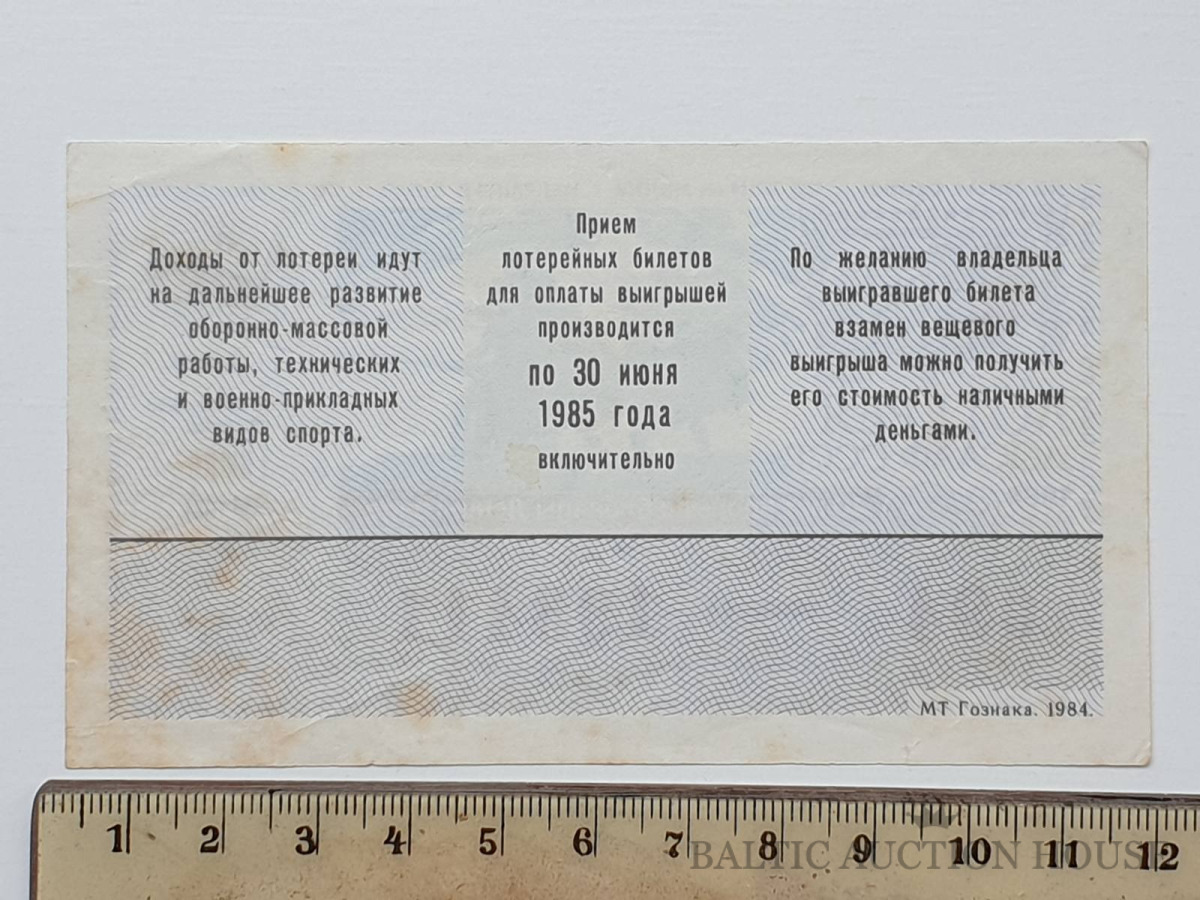 Доходы от лотереи идут
на дальнейшее развитие
оборонно-массовой
работы, технических
и военно-прикладных
видов спорта.
Прием
лотерейных билетов
для оплаты выигрышей
производится
по 30 июня
1985 года
включительно
По желанию владельца
выигравшего билета
взамен вещевого
выигрыша можно получить
его стоимость наличными
деньгами.
МТ Гознака. 1984.
1 2 3 4 5 6 7 8 9 10 11 12
BALTIC AUCTION HOUSE